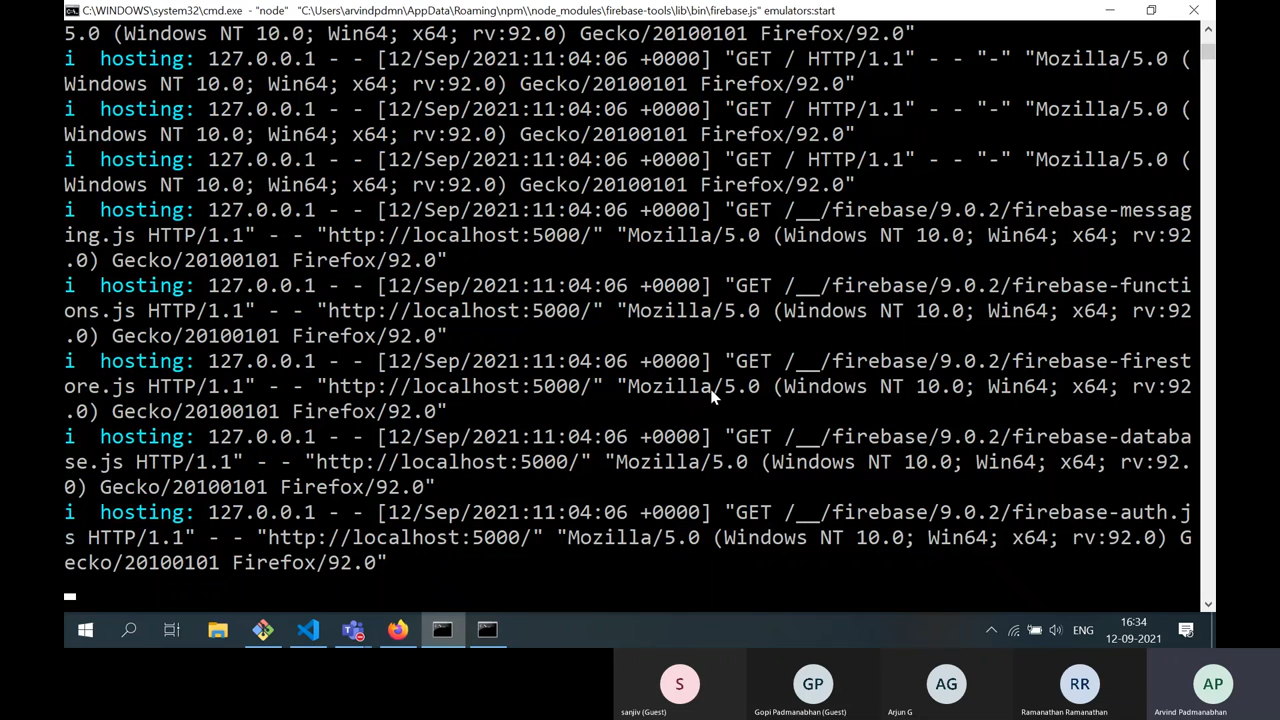 C:\WINDOWS\system32\cmd.exe - "node" "C:\Users\arvindpdmn\AppData\Roaming\npm\\node_modules\firebase-tools\lib\bin\firebase.js" emulators:start
5.0 (Windows NT 10.0; Win64; x64; rv:92.0) Gecko/20100101 Firefox/92.0"
i  hosting: 127.0.0.1 - - [12/Sep/2021:11:04:06 +0000] "GET / HTTP/1.1" - - "-" "Mozilla/5.0 (
Windows NT 10.0; Win64; x64; rv:92.0) Gecko/20100101 Firefox/92.0"
i  hosting: 127.0.0.1 - - [12/Sep/2021:11:04:06 +0000] "GET / HTTP/1.1" - - "-" "Mozilla/5.0 (
Windows NT 10.0; Win64; x64; rv:92.0) Gecko/20100101 Firefox/92.0"
i  hosting: 127.0.0.1 - - [12/Sep/2021:11:04:06 +0000] "GET / HTTP/1.1" - - "-" "Mozilla/5.0 (
Windows NT 10.0; Win64; x64; rv:92.0) Gecko/20100101 Firefox/92.0"
i  hosting: 127.0.0.1 - - [12/Sep/2021:11:04:06 +0000] "GET /__/firebase/9.0.2/firebase-messag
ing.js HTTP/1.1" - - "http://localhost:5000/" "Mozilla/5.0 (Windows NT 10.0; Win64; x64; rv:92
.0) Gecko/20100101 Firefox/92.0"
i  hosting: 127.0.0.1 - - [12/Sep/2021:11:04:06 +0000] "GET /__/firebase/9.0.2/firebase-functi
ons.js HTTP/1.1" - - "http://localhost:5000/" "Mozilla/5.0 (Windows NT 10.0; Win64; x64; rv:92
.0) Gecko/20100101 Firefox/92.0"
i  hosting: 127.0.0.1 - - [12/Sep/2021:11:04:06 +0000] "GET /__/firebase/9.0.2/firebase-firest
ore.js HTTP/1.1" - - "http://localhost:5000/" "Mozilla/5.0 (Windows NT 10.0; Win64; x64; rv:92
.0) Gecko/20100101 Firefox/92.0"
i  hosting: 127.0.0.1 - - [12/Sep/2021:11:04:06 +0000] "GET /__/firebase/9.0.2/firebase-databa
se.js HTTP/1.1" - - "http://localhost:5000/" "Mozilla/5.0 (Windows NT 10.0; Win64; x64; rv:92.
0) Gecko/20100101 Firefox/92.0"
i  hosting: 127.0.0.1 - - [12/Sep/2021:11:04:06 +0000] "GET /__/firebase/9.0.2/firebase-auth.j
s HTTP/1.1" - - "http://localhost:5000/" "Mozilla/5.0 (Windows NT 10.0; Win64; x64; rv:92.0) G
ecko/20100101 Firefox/92.0"
ENG
16:34
12-09-2021
S
GP
AG
RR
AP
sanjiv (Guest)
Gopi Padmanabhan (Guest)
Arjun G
Ramanathan Ramanathan
Arvind Padmanabhan